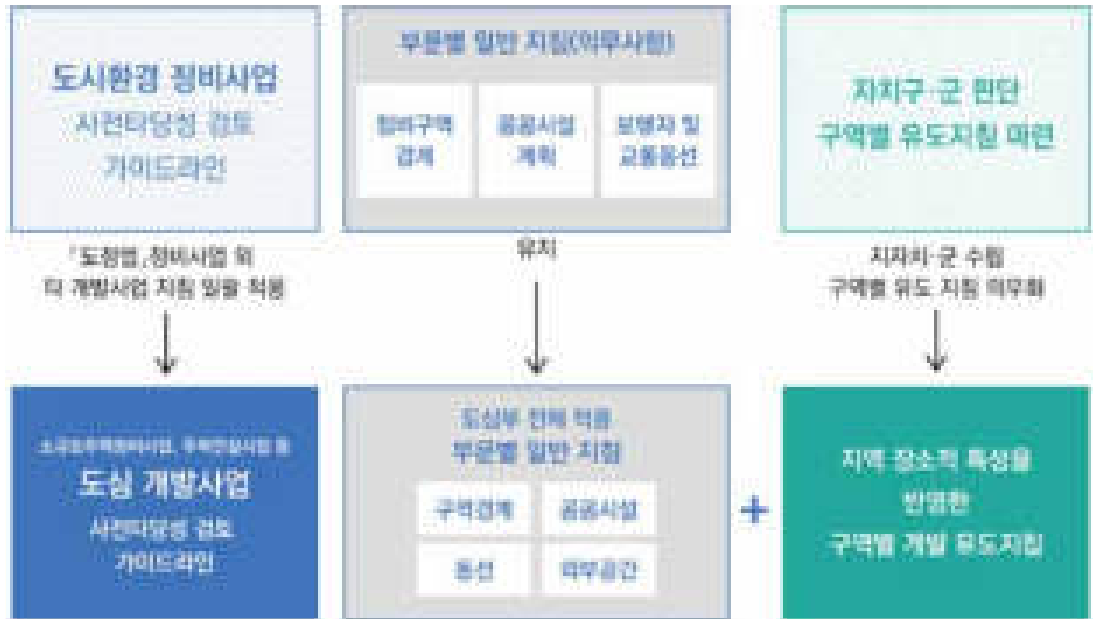 도시환경 정비사업
사전타당성 검토
가이드라인
부문별 일반 지침(의무사항)
정비구역
경계
공공시설
계획
보행자 및
교통동선
자치구·군 판단
구역별 유도지침 마련
「도정법」정비사업 외
타 개발사업 지침 일괄 적용
유지
지자치·군 수립
구역별 유도 지침 의무화
소규모주택정비사업, 주택건설사업 등
도심 개발사업
사전타당성 검토
가이드라인
도심부 전체 적용
부문별 일반 지침
구역경계
공공시설
동선
외부공간
+
지역 장소적 특성을
반영한
구역별 개발 유도지침